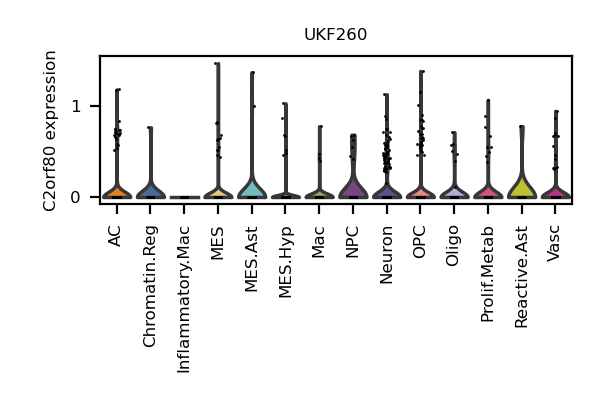 UKF260
C2orf80 expression
1
0
AC
Chromatin.Reg
Inflammatory.Mac
MES
MES.Ast
MES.Hyp
Mac
NPC
Neuron
OPC
Oligo
Prolif.Metab
Reactive.Ast
Vasc